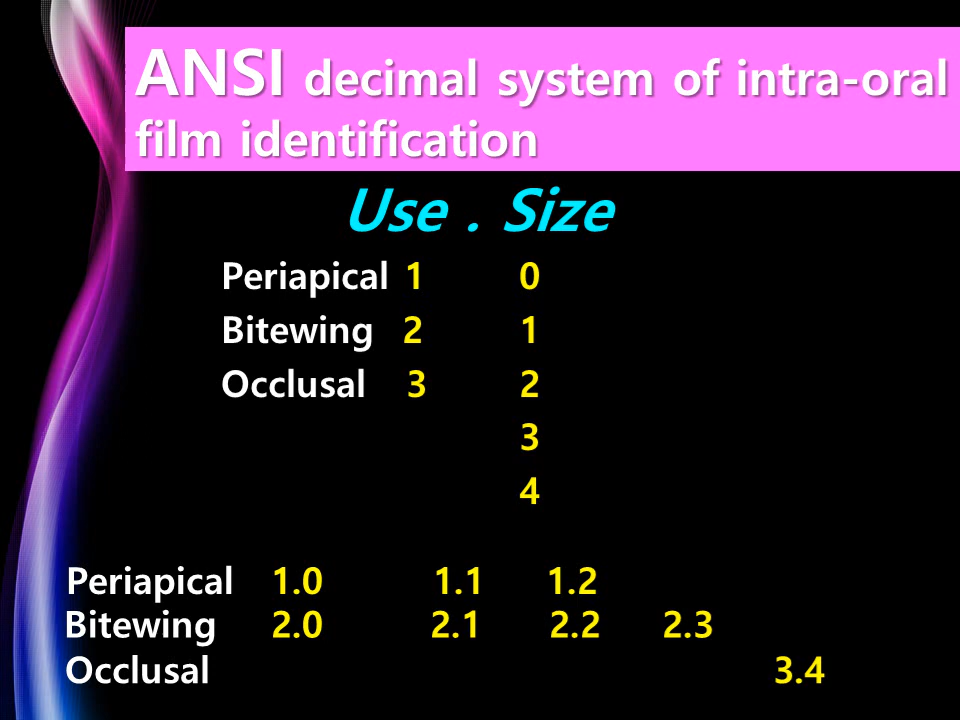 ANSI decimal system of intra-oral
film identification
Use . Size
Periapical 1 0
Bitewing 2 1
Occlusal 3 2
3
4
Periapical 1.0 1.1 1.2
Bitewing 2.0 2.1 2.2 2.3
Occlusal 3.4